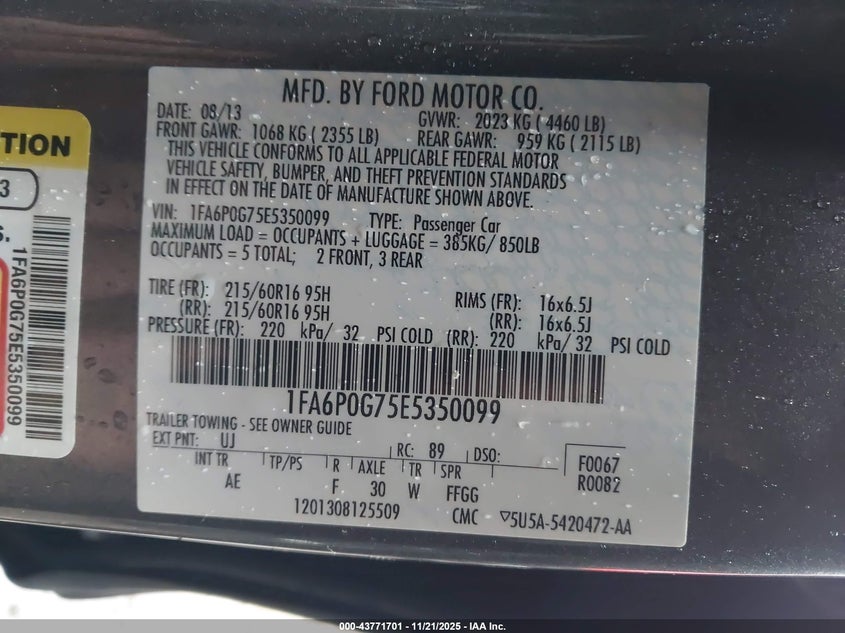 TION
3
S.
1FA6P0G75E5350099
MFD. BY FORD MOTOR CO.
DATE: 08/13 GVWR: 2023 KG ( 4460 LB)
FRONT GAWR: 1068 KG ( 2355 LB) REAR GAWR: 959 KG ( 2115 LB)
THIS VEHICLE CONFORMS TO ALL APPLICABLE FEDERAL MOTOR
VEHICLE SAFETY, BUMPER, AND THEFT PREVENTION STANDARDS
IN EFFECT ON THE DATE OF MANUFACTURE SHOWN ABOVE.
VIN: 1FA6P0G75E5350099 TYPE: Passenger Car
MAXIMUM LOAD = OCCUPANTS + LUGGAGE = 385KG/ 850LB
OCCUPANTS = 5 TOTAL; 2 FRONT, 3 REAR
TIRE (FR): 215/60R16 95H RIMS (FR): 16x6.5J
(RR): 215/60R16 95H (RR): 16x6.5J
PRESSURE (FR): 220 kPa/ 32 PSI COLD (RR): 220 kPa/ 32 PSI COLD
1FA6P0G75E5350099
TRAILER TOWING - SEE OWNER GUIDE
EXT PNT: UJ RC: 89 DSO: F0067
INT TR TP/PS R AXLE TR SPR R0082
AE F 30 W FFGG
1201308125509 CMC ▽5U5A-5420472-AA
000-43771701 - 11/21/2025 - IAA Inc.